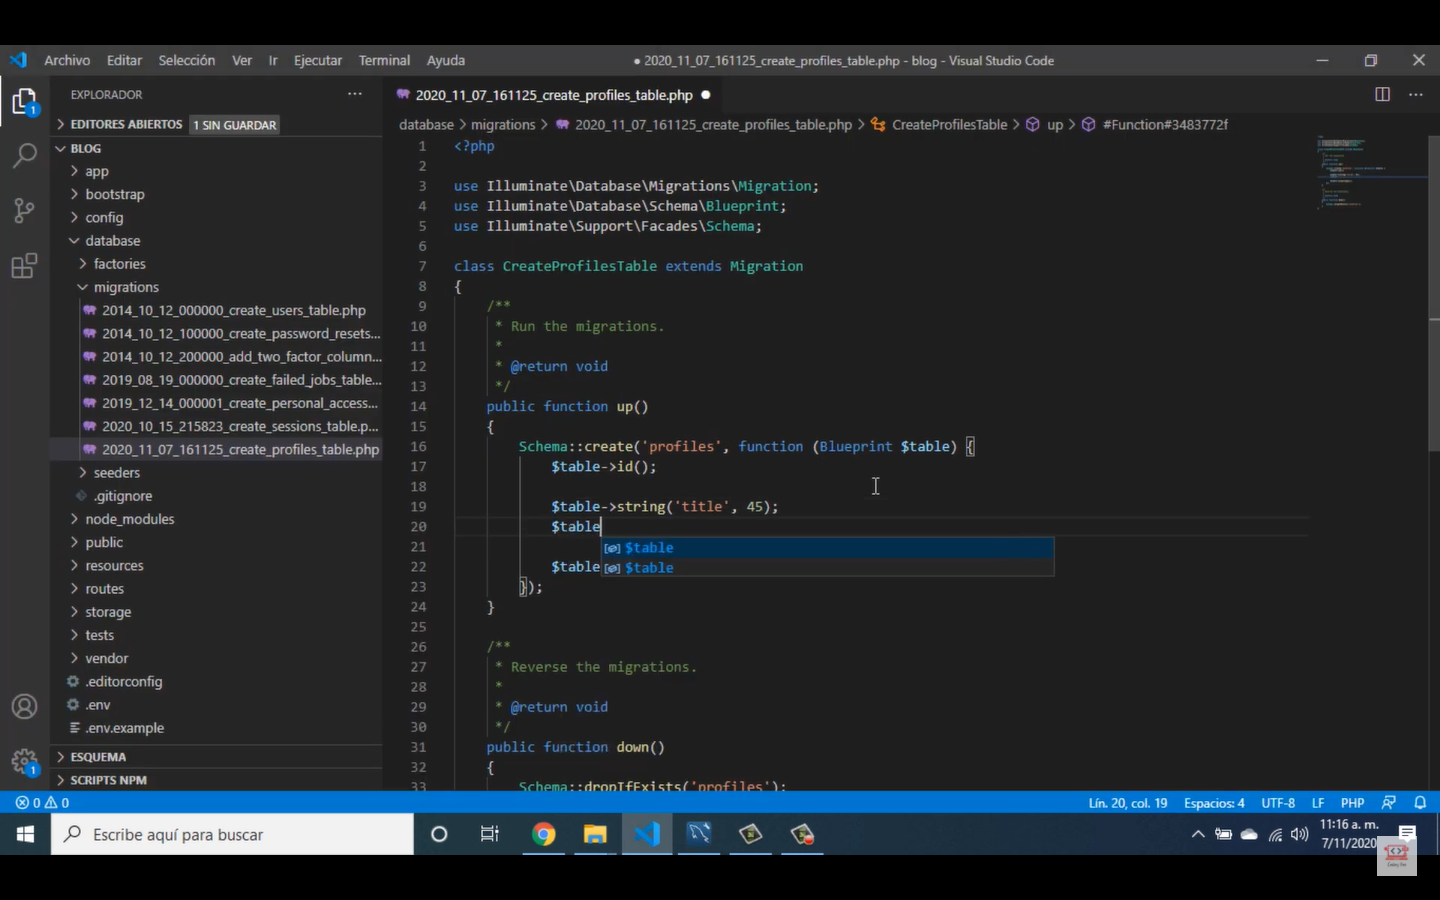 Archivo Editar Selección Ver Ir Ejecutar Terminal Ayuda
● 2020_11_07_161125_create_profiles_table.php - blog - Visual Studio Code
EXPLORADOR
EDITORES ABIERTOS 1 SIN GUARDAR
BLOG
app
bootstrap
config
database
factories
migrations
2014_10_12_000000_create_users_table.php
2014_10_12_100000_create_password_resets...
2014_10_12_200000_add_two_factor_column...
2019_08_19_000000_create_failed_jobs_table...
2019_12_14_000001_create_personal_access...
2020_10_15_215823_create_sessions_table.p...
2020_11_07_161125_create_profiles_table.php
seeders
.gitignore
node_modules
public
resources
routes
storage
tests
vendor
.editorconfig
.env
.env.example
ESQUEMA
SCRIPTS NPM
1
1
2020_11_07_161125_create_profiles_table.php
database > migrations > 2020_11_07_161125_create_profiles_table.php > CreateProfilesTable > up > #Function#3483772f
1 <?php
2
3 use Illuminate\Database\Migrations\Migration;
4 use Illuminate\Database\Schema\Blueprint;
5 use Illuminate\Support\Facades\Schema;
6
7 class CreateProfilesTable extends Migration
8 {
9 /**
10 * Run the migrations.
11 *
12 * @return void
13 */
14 public function up()
15 {
16 Schema::create('profiles', function (Blueprint $table) {
17 $table->id();
18
19 $table->string('title', 45);
20 $table
21 $table
22 $table $table
23 });
24 }
25
26 /**
27 * Reverse the migrations.
28 *
29 * @return void
30 */
31 public function down()
32 {
33 Schema::dropIfExists('profiles');
0 0
Lín. 20, col. 19 Espacios: 4 UTF-8 LF PHP
Escribe aquí para buscar
11:16 a. m.
7/11/2020